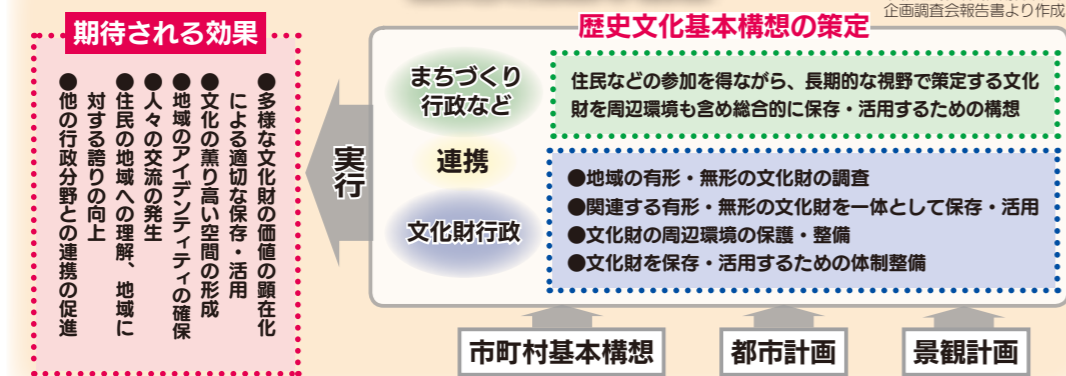 企画調査会報告書より作成
歴史文化基本構想の策定
まちづくり
行政など
連携
文化財行政
住民などの参加を得ながら、長期的な視野で策定する文化
財を周辺環境も含め総合的に保存・活用するための構想
●地域の有形・無形の文化財の調査
●関連する有形・無形の文化財を一体として保存・活用
●文化財の周辺環境の保護・整備
●文化財を保存・活用するための体制整備
市町村基本構想
都市計画
景観計画
実行
期待される効果
●多様な文化財の価値の顕在化
による適切な保存・活用
●文化の薫り高い空間の形成
●地域のアイデンティティの確保
●人々の交流の発生
●住民の地域への理解、地域に
対する誇りの向上
●他の行政分野との連携の促進